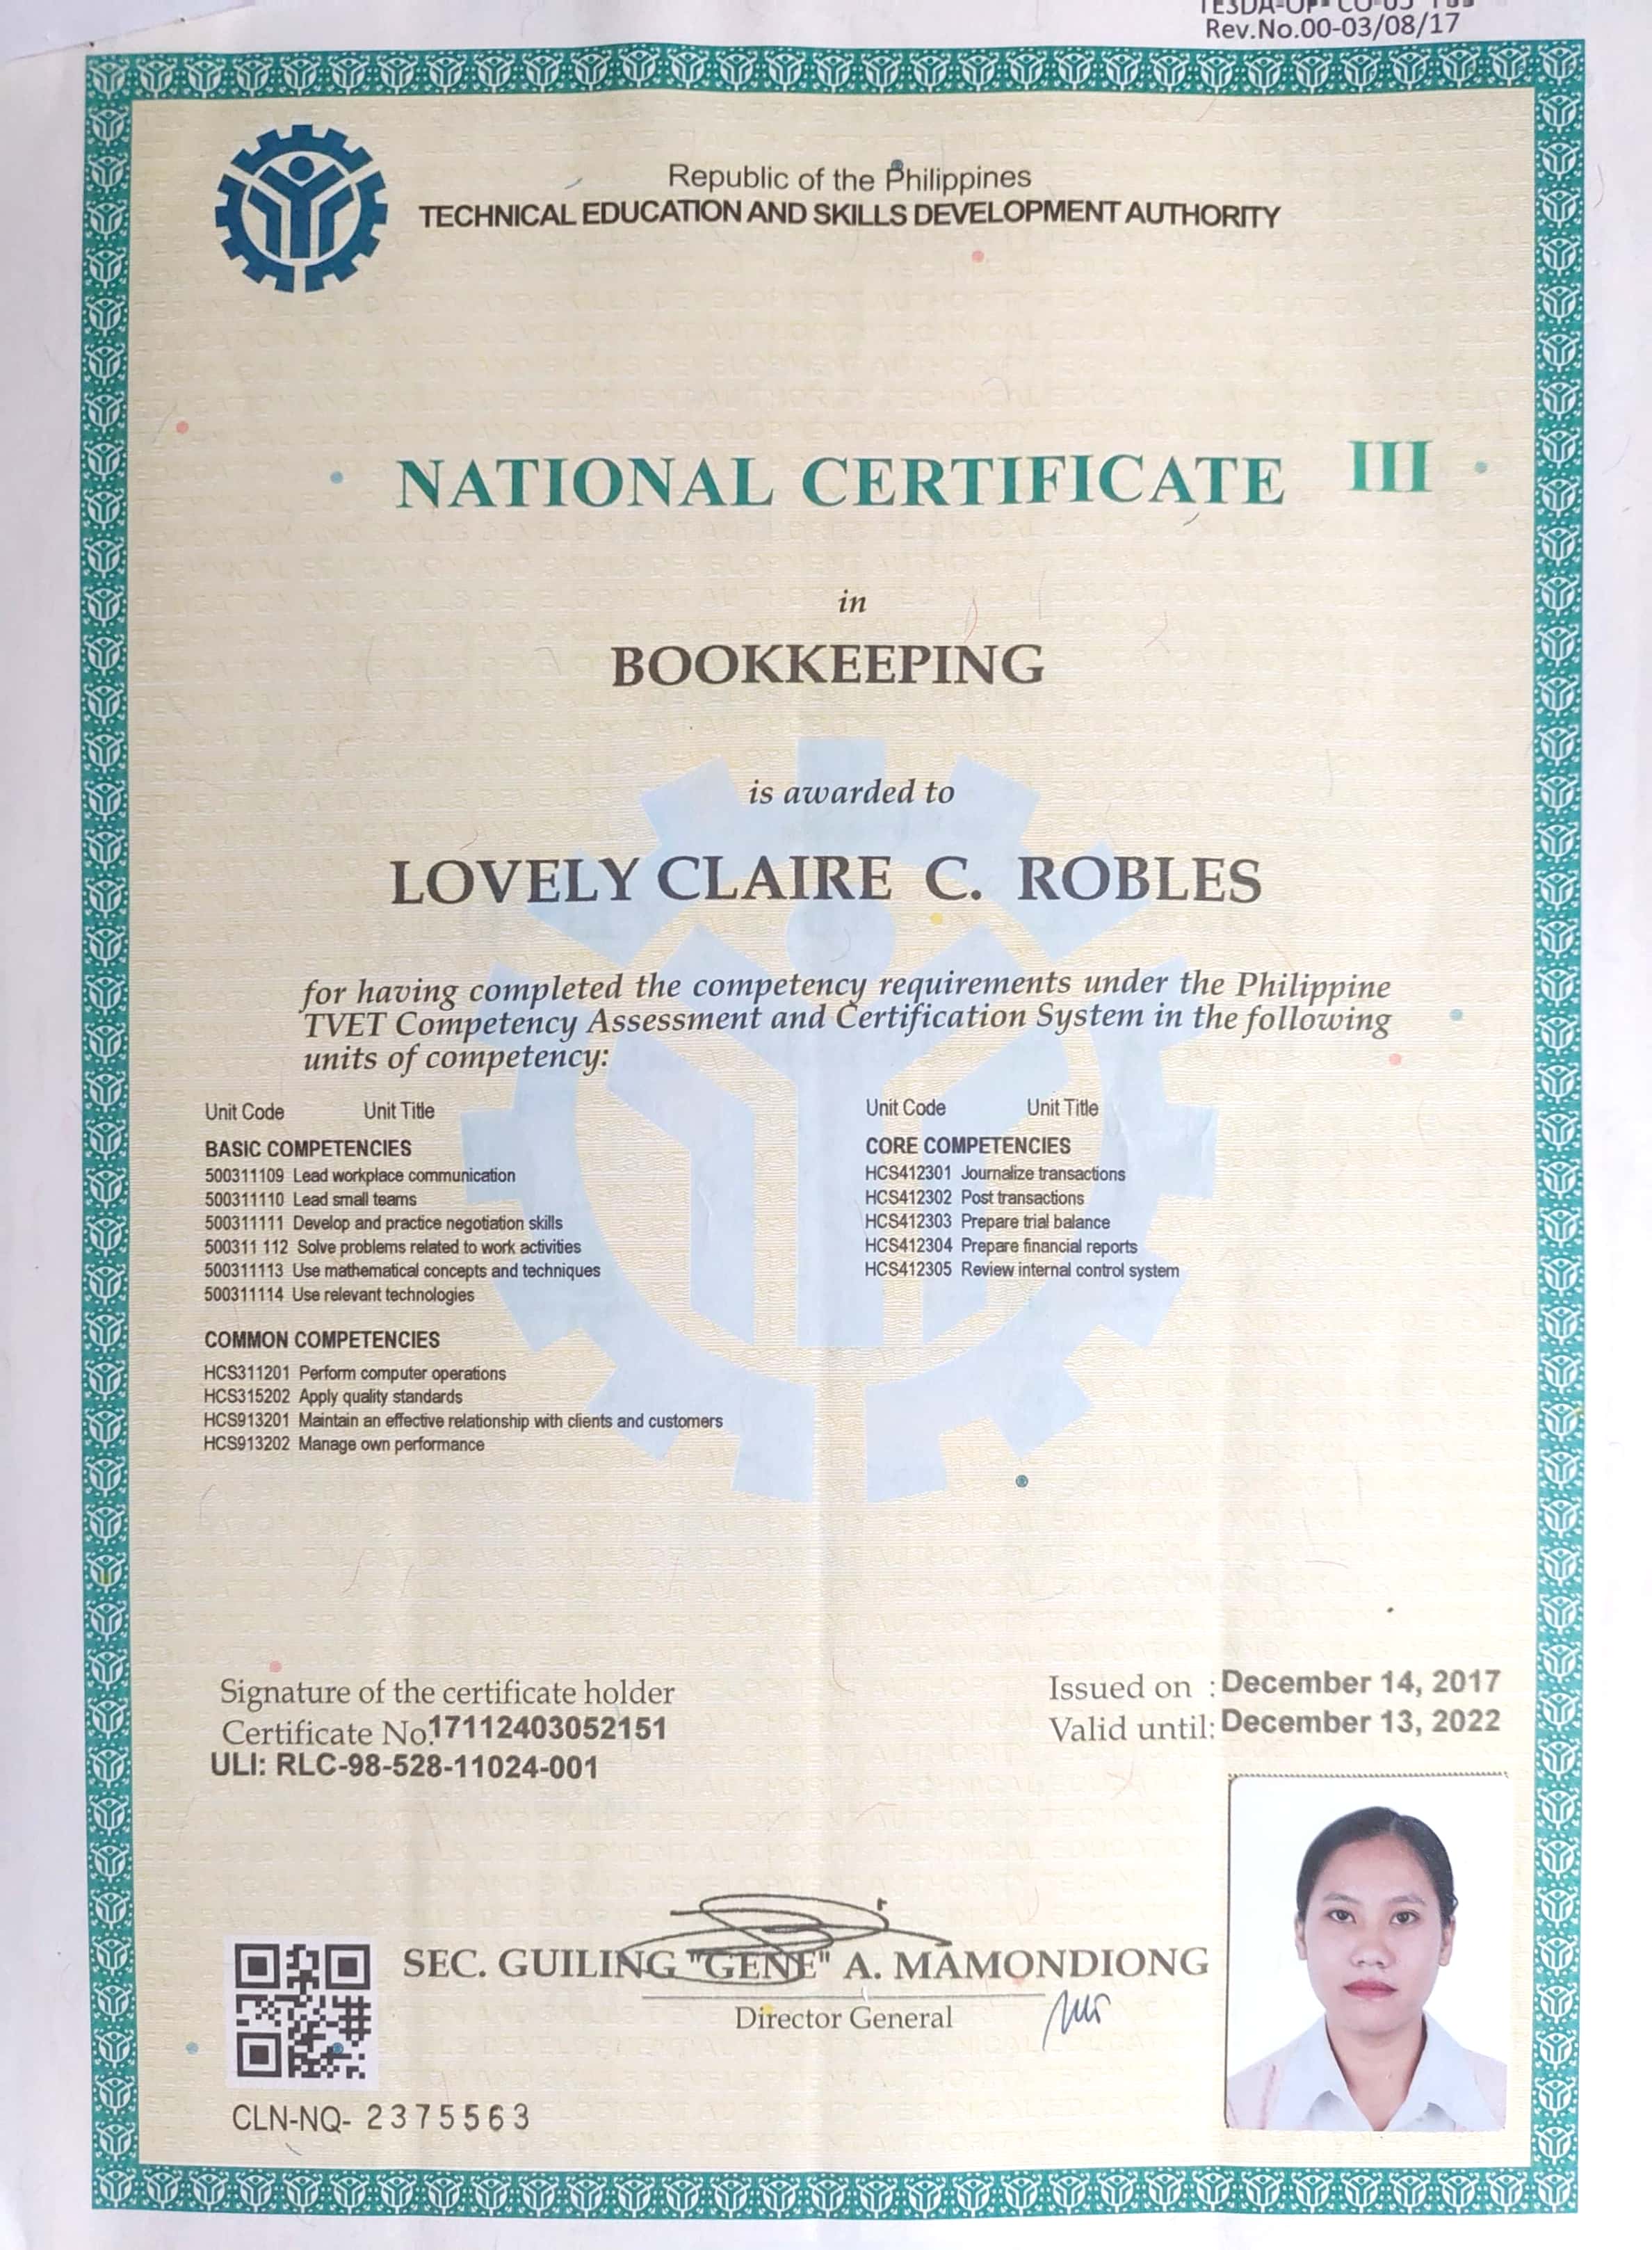 Rev.No.00-03/08/17
Republic of the Philippines
TECHNICAL EDUCATION AND SKILLS DEVELOPMENT AUTHORITY
NATIONAL CERTIFICATE III
in
BOOKKEEPING
is awarded to
LOVELY CLAIRE C. ROBLES
for having completed the competency requirements under the Philippine
TVET Competency Assessment and Certification System in the following
units of competency:
Unit Code Unit Title
BASIC COMPETENCIES
500311109 Lead workplace communication
500311110 Lead small teams
500311111 Develop and practice negotiation skills
500311 112 Solve problems related to work activities
500311113 Use mathematical concepts and techniques
500311114 Use relevant technologies
COMMON COMPETENCIES
HCS311201 Perform computer operations
HCS315202 Apply quality standards
HCS913201 Maintain an effective relationship with clients and customers
HCS913202 Manage own performance
Unit Code Unit Title
CORE COMPETENCIES
HCS412301 Journalize transactions
HCS412302 Post transactions
HCS412303 Prepare trial balance
HCS412304 Prepare financial reports
HCS412305 Review internal control system
Signature of the certificate holder
Certificate No.17112403052151
ULI: RLC-98-528-11024-001
Issued on : December 14, 2017
Valid until: December 13, 2022
SEC. GUILING "GENE" A. MAMONDIONG
Director General
CLN-NQ- 2375563